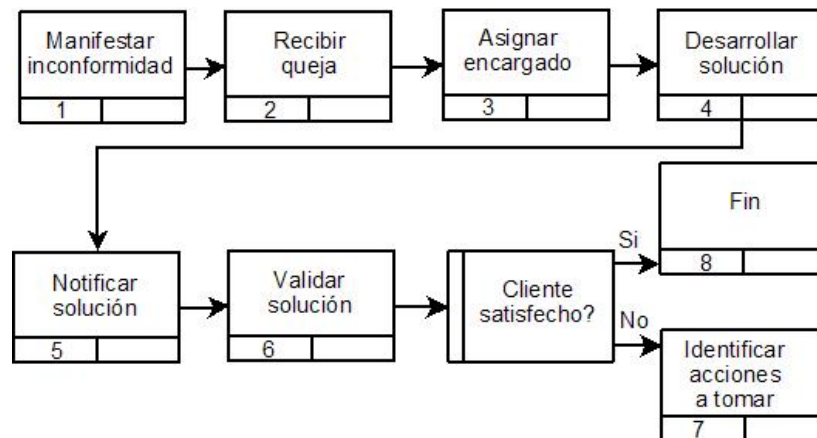 Manifestar
inconformidad
1
Recibir
queja
2
Asignar
encargado
3
Desarrollar
solución
4
Notificar
solución
5
Validar
solución
6
Cliente
satisfecho?
Si
Fin
8
No
Identificar
acciones
a tomar
7